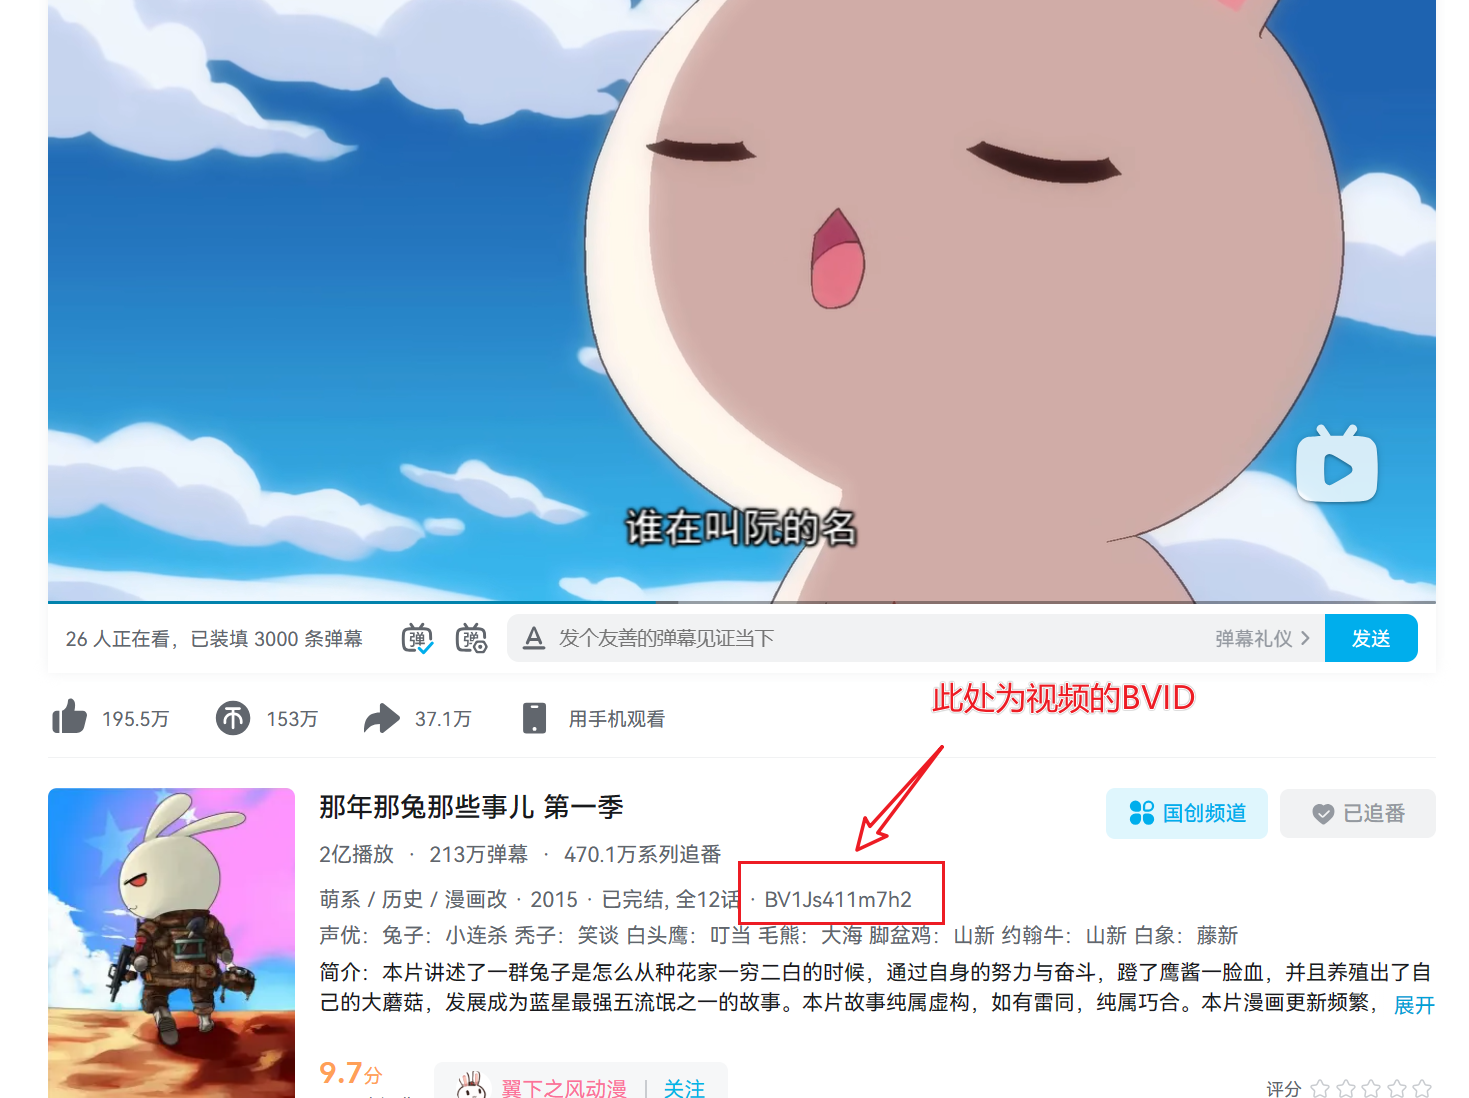 谁在叫阮的名
26 人正在看，已装填 3000 条弹幕
弹
弹
A
发个友善的弹幕见证当下
弹幕礼仪 >
发送
此处为视频的BVID
195.5万
153万
37.1万
用手机观看
那年那兔那些事儿 第一季
国创频道
已追番
2亿播放 · 213万弹幕 · 470.1万系列追番
萌系 / 历史 / 漫画改 · 2015 · 已完结, 全12话 · BV1Js411m7h2
声优：兔子：小连杀 秃子：笑谈 白头鹰：叮当 毛熊：大海 脚盆鸡：山新 约翰牛：山新 白象：藤新
简介：本片讲述了一群兔子是怎么从种花家一穷二白的时候，通过自身的努力与奋斗，蹬了鹰酱一脸血，并且养殖出了自
己的大蘑菇，发展成为蓝星最强五流氓之一的故事。本片故事纯属虚构，如有雷同，纯属巧合。本片漫画更新频繁， 展开
9.7分
翼下之风动漫 | 关注
评分